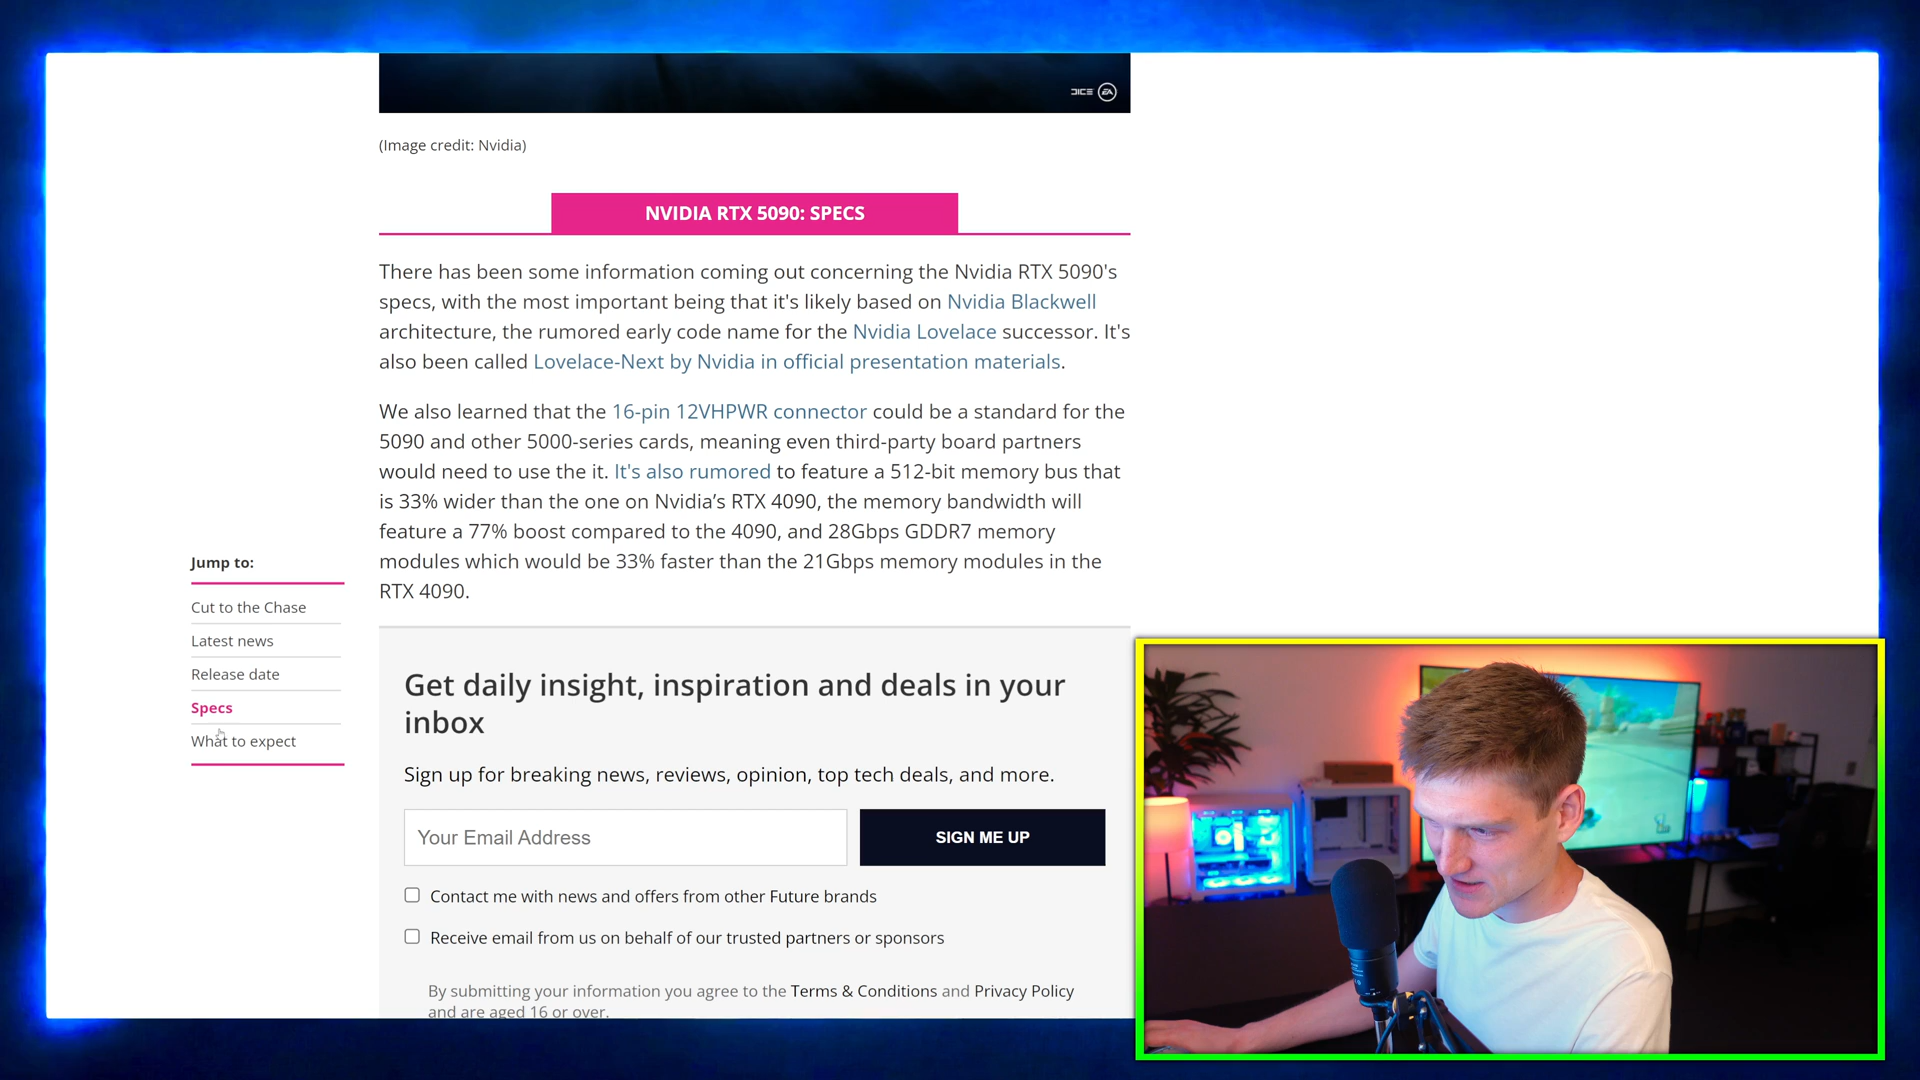 DICE EA
(Image credit: Nvidia)
NVIDIA RTX 5090: SPECS
There has been some information coming out concerning the Nvidia RTX 5090's
specs, with the most important being that it's likely based on Nvidia Blackwell
architecture, the rumored early code name for the Nvidia Lovelace successor. It's
also been called Lovelace-Next by Nvidia in official presentation materials.
We also learned that the 16-pin 12VHPWR connector could be a standard for the
5090 and other 5000-series cards, meaning even third-party board partners
would need to use the it. It's also rumored to feature a 512-bit memory bus that
is 33% wider than the one on Nvidia’s RTX 4090, the memory bandwidth will
feature a 77% boost compared to the 4090, and 28Gbps GDDR7 memory
modules which would be 33% faster than the 21Gbps memory modules in the
RTX 4090.
Jump to:
Cut to the Chase
Latest news
Release date
Specs
What to expect
Get daily insight, inspiration and deals in your
inbox
Sign up for breaking news, reviews, opinion, top tech deals, and more.
Your Email Address
SIGN ME UP
Contact me with news and offers from other Future brands
Receive email from us on behalf of our trusted partners or sponsors
By submitting your information you agree to the Terms & Conditions and Privacy Policy
and are aged 16 or over.